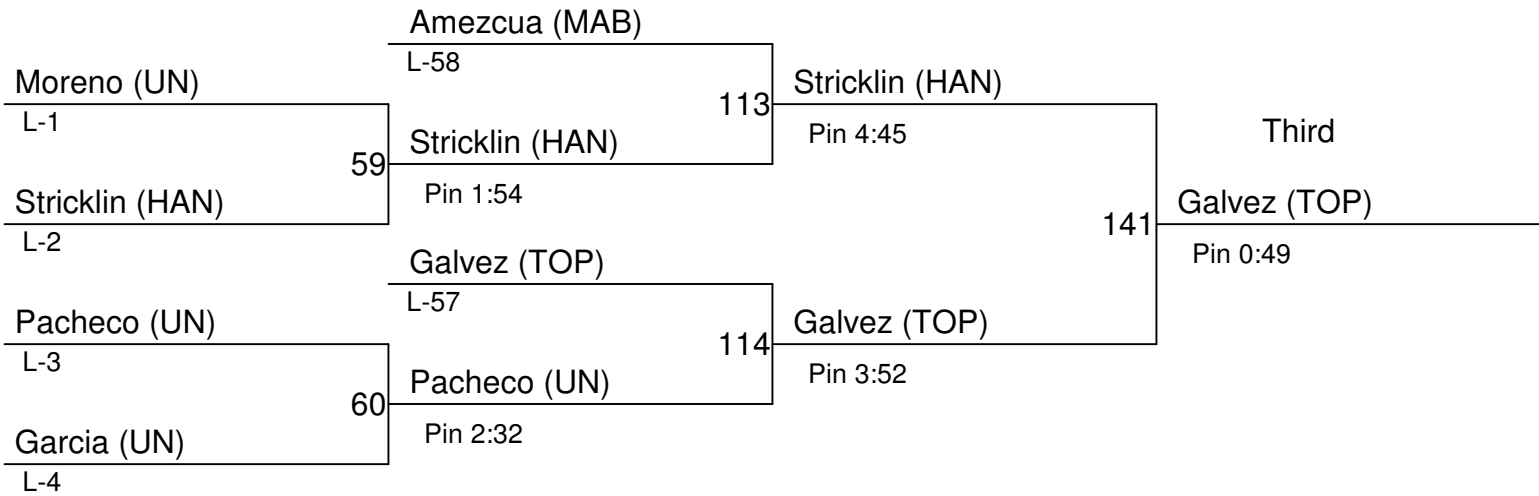 Amezcua (MAB)
L-58
Moreno (UN)
L-1
113
Stricklin (HAN)
Pin 4:45
Third
59
Stricklin (HAN)
Pin 1:54
Stricklin (HAN)
L-2
141
Galvez (TOP)
Pin 0:49
Galvez (TOP)
L-57
Pacheco (UN)
L-3
114
Galvez (TOP)
Pin 3:52
60
Pacheco (UN)
Pin 2:32
Garcia (UN)
L-4